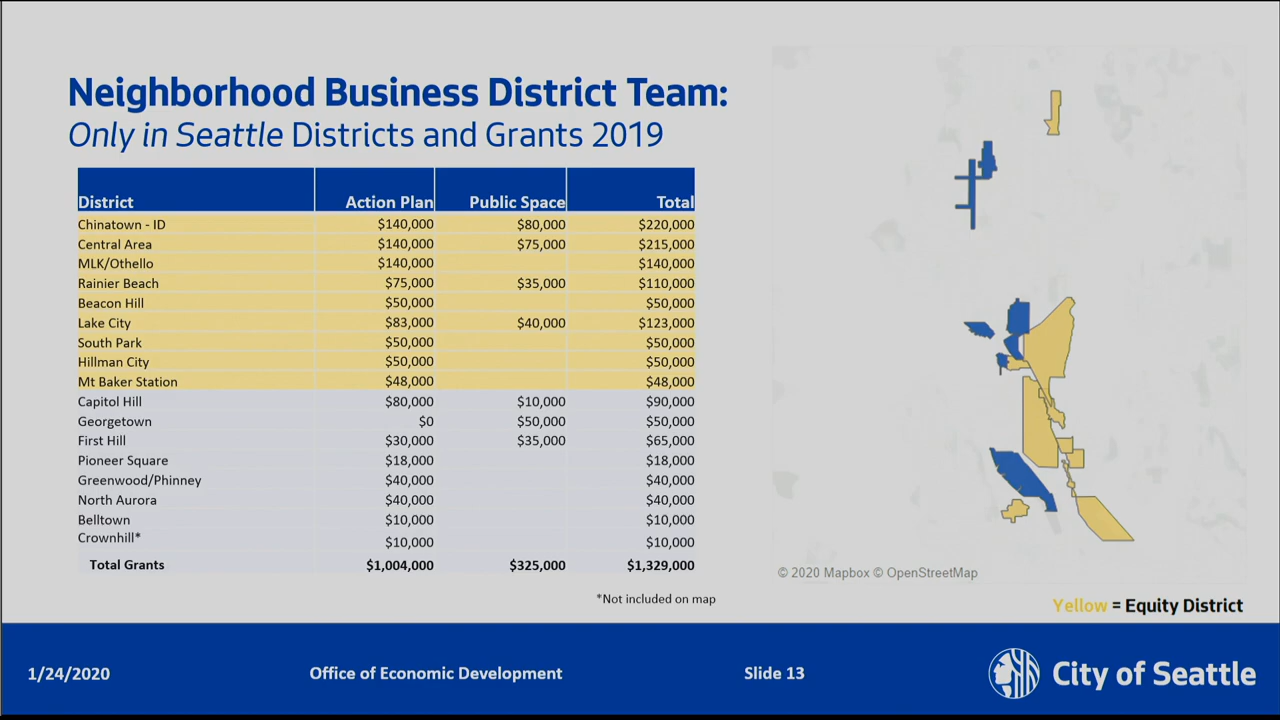 Neighborhood Business District Team:
Only in Seattle Districts and Grants 2019
District Action Plan Public Space Total
Chinatown - ID $140,000 $80,000 $220,000
Central Area $140,000 $75,000 $215,000
MLK/Othello $140,000 $140,000
Rainier Beach $75,000 $35,000 $110,000
Beacon Hill $50,000 $50,000
Lake City $83,000 $40,000 $123,000
South Park $50,000 $50,000
Hillman City $50,000 $50,000
Mt Baker Station $48,000 $48,000
Capitol Hill $80,000 $10,000 $90,000
Georgetown $0 $50,000 $50,000
First Hill $30,000 $35,000 $65,000
Pioneer Square $18,000 $18,000
Greenwood/Phinney $40,000 $40,000
North Aurora $40,000 $40,000
Belltown $10,000 $10,000
Crownhill* $10,000 $10,000
Total Grants $1,004,000 $325,000 $1,329,000
*Not included on map
© 2020 Mapbox © OpenStreetMap
Yellow = Equity District
1/24/2020 Office of Economic Development Slide 13 City of Seattle